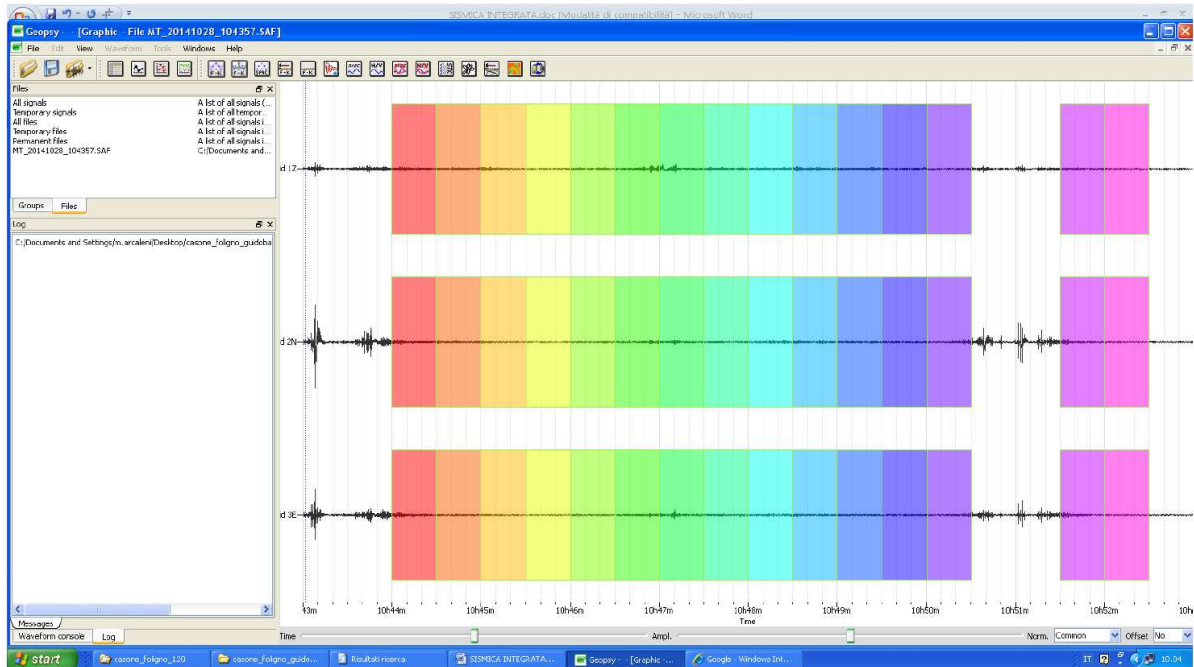 SISMICA INTEGRATA.doc [Modalità di compatibilità] - Microsoft Word
Geopsy - - [Graphic - File MT_20141028_104357.SAF]
File Edit View Waveform Tools Windows Help
Files
All signals A list of all signals (...
Temporary signals A list of all tempor...
All files A list of all signals i...
Temporary files A list of all signals i...
Permanent files A list of all signals i...
MT_20141028_104357.SAF C:/Documents and...
Groups Files
Log
C:/Documents and Settings/m.arcaleni/Desktop/casone_foligno_guidoba
Messages
Waveform console Log
id 1Z
id 2N
id 3E
43m 10h44m 10h45m 10h46m 10h47m 10h48m 10h49m 10h50m 10h51m 10h52m 10h
Time
Time Ampl. Norm. Common Offset No
start casone_foligno_120 casone_foligno_guido... Risultati ricerca SISMICA INTEGRATA... Geopsy - - [Graphic -... Google - Windows Int... IT 10.04